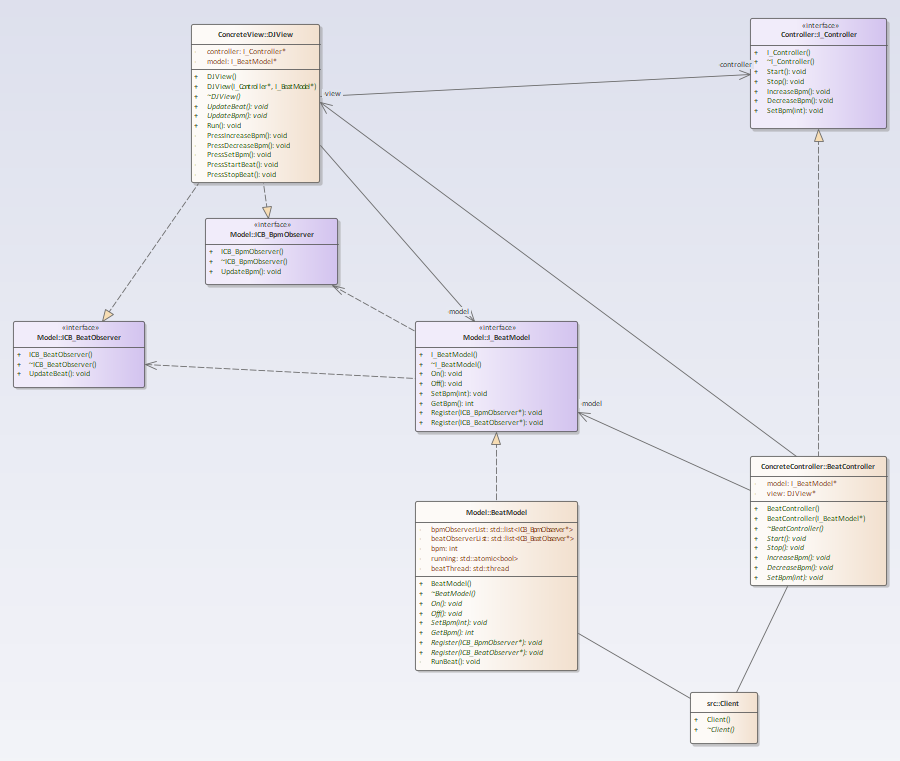 ConcreteView::DJView
controller: I_Controller*
model: I_BeatModel*
+ DJView()
+ DJView(I_Controller*, I_BeatModel*)
+ ~DJView()
+ UpdateBeat(): void
+ UpdateBpm(): void
+ Run(): void
PressIncreaseBpm(): void
PressDecreaseBpm(): void
PressSetBpm(): void
PressStartBeat(): void
PressStopBeat(): void
«interface»
Controller::I_Controller
+ I_Controller()
+ ~I_Controller()
+ Start(): void
+ Stop(): void
+ IncreaseBpm(): void
+ DecreaseBpm(): void
+ SetBpm(int): void
controller
view
«interface»
Model::ICB_BpmObserver
+ ICB_BpmObserver()
+ ~ICB_BpmObserver()
+ UpdateBpm(): void
model
«interface»
Model::ICB_BeatObserver
+ ICB_BeatObserver()
+ ~ICB_BeatObserver()
+ UpdateBeat(): void
«interface»
Model::I_BeatModel
+ I_BeatModel()
+ ~I_BeatModel()
+ On(): void
+ Off(): void
+ SetBpm(int): void
+ GetBpm(): int
+ Register(ICB_BpmObserver*): void
+ Register(ICB_BeatObserver*): void
model
ConcreteController::BeatController
model: I_BeatModel*
view: DJView*
+ BeatController()
+ BeatController(I_BeatModel*)
+ ~BeatController()
+ Start(): void
+ Stop(): void
+ IncreaseBpm(): void
+ DecreaseBpm(): void
+ SetBpm(int): void
Model::BeatModel
bpmObserverList: std::list<ICB_BpmObserver*>
beatObserverList: std::list<ICB_BeatObserver*>
bpm: int
running: std::atomic<bool>
beatThread: std::thread
+ BeatModel()
+ ~BeatModel()
+ On(): void
+ Off(): void
+ SetBpm(int): void
+ GetBpm(): int
+ Register(ICB_BpmObserver*): void
+ Register(ICB_BeatObserver*): void
RunBeat(): void
src::Client
+ Client()
+ ~Client()